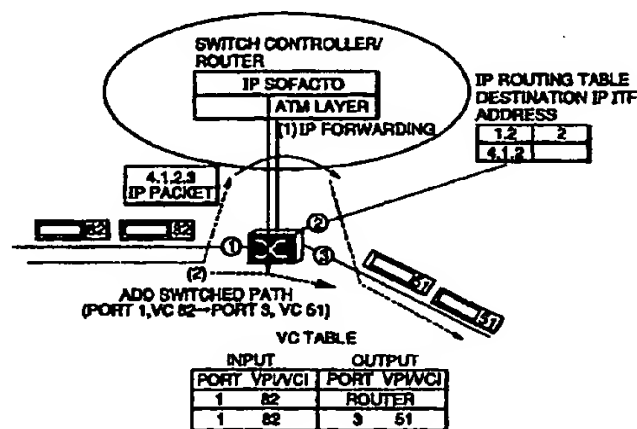 SWITCH CONTROLLER/
ROUTER
IP SOFACTO
ATM LAYER
(1) IP FORWARDING
IP ROUTING TABLE
DESTINATION IP ITF
ADDRESS
1.2 2
4.1.2
4.1.2.3
IP PACKET
82 82
1
2
3
(2)
51
51
ADD SWITCHED PATH
(PORT 1,VC 82→PORT 3, VC 51)
VC TABLE
INPUT OUTPUT
PORT VPI/VCI PORT VPI/VCI
1 82 ROUTER
1 82 3 51